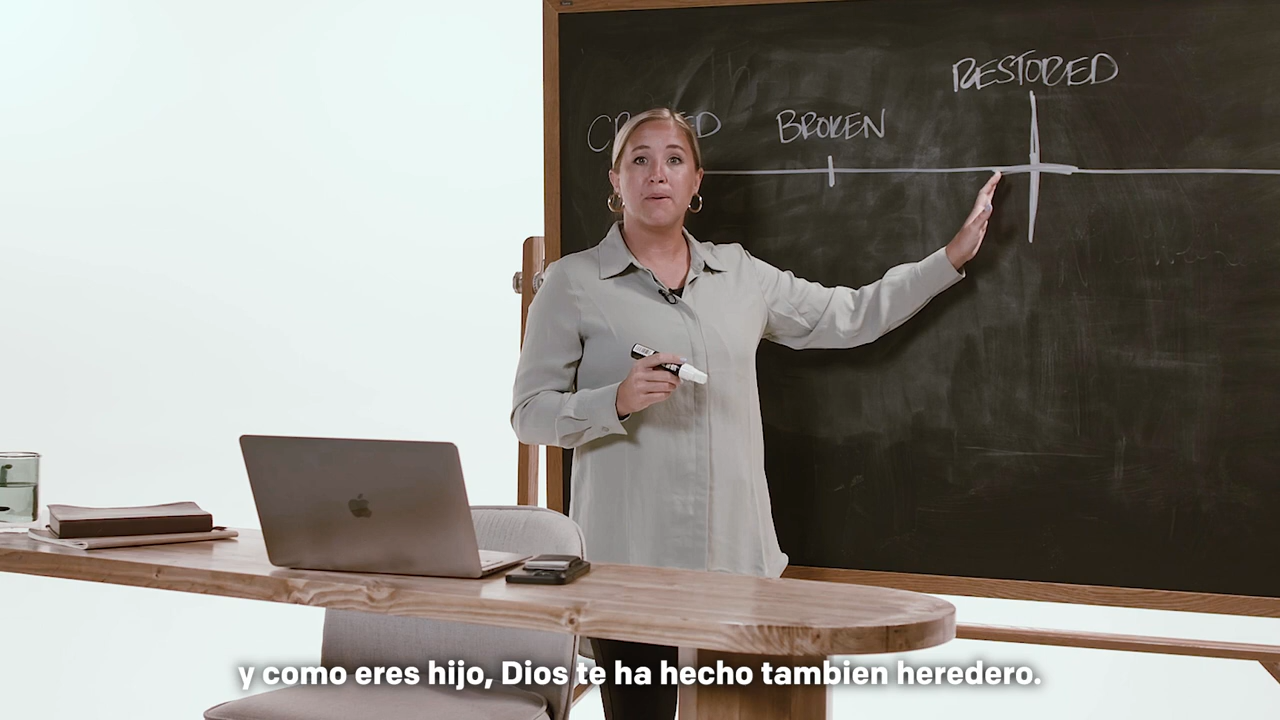 RESTORED
BROKEN
y como eres hijo, Dios te ha hecho tambien heredero.